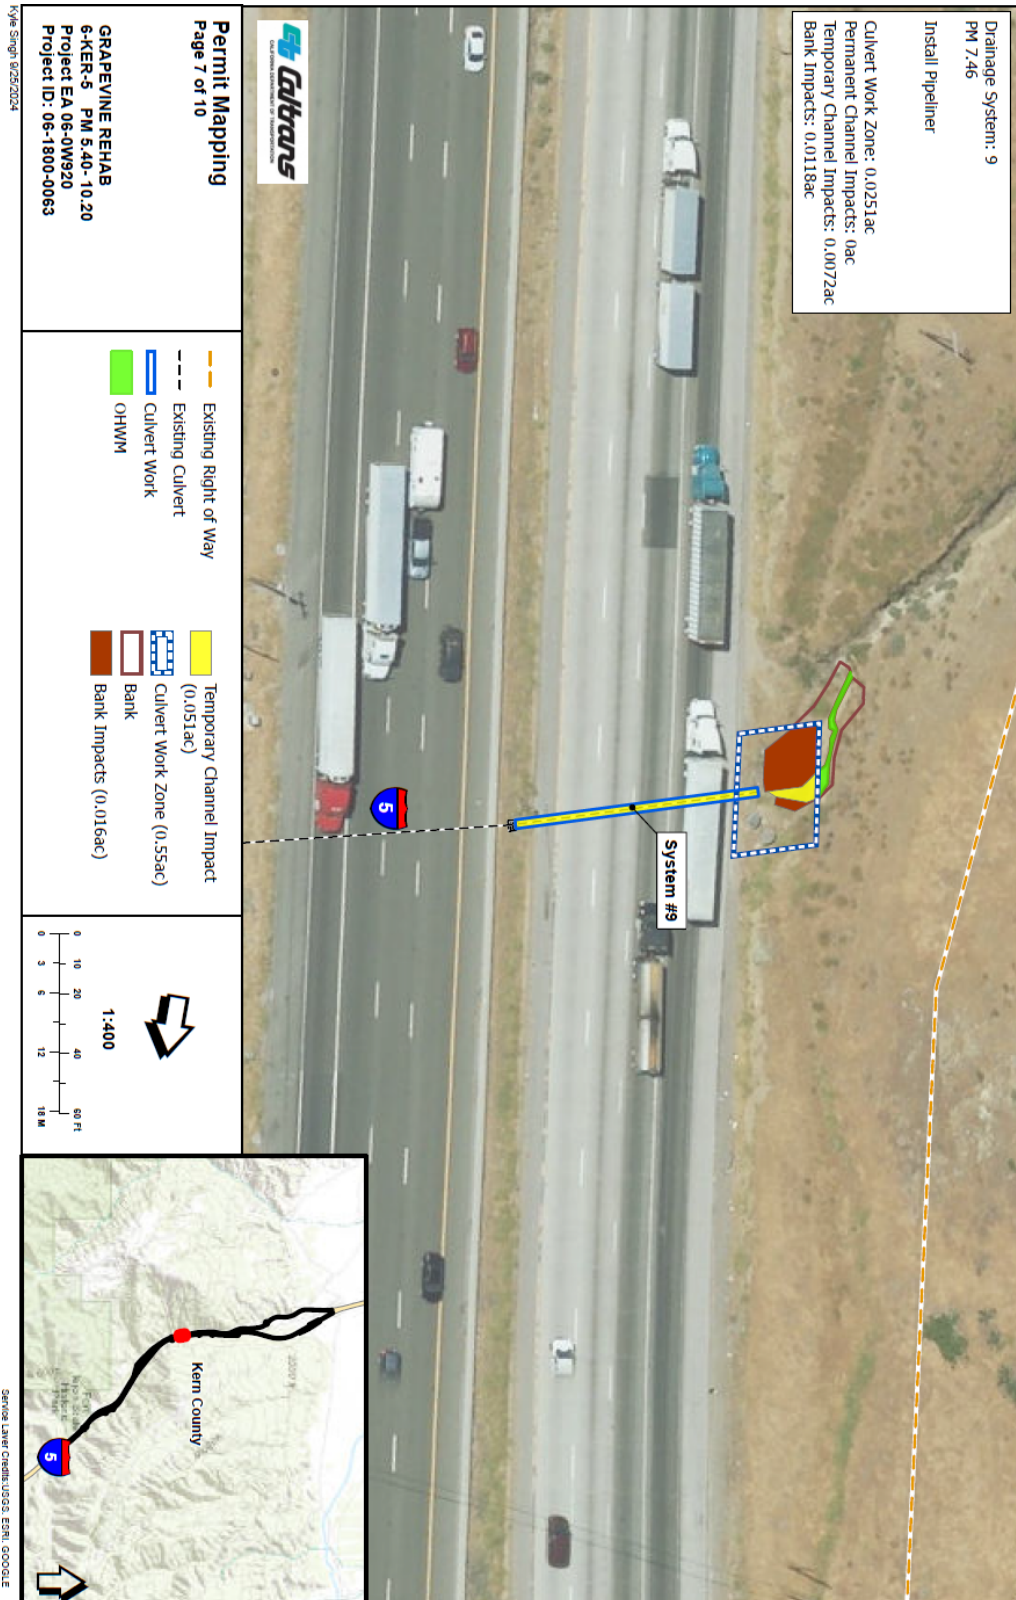 Drainage System: 9
PM 7.46
Install Pipeliner
Culvert Work Zone: 0.0251ac
Permanent Channel Impacts: 0ac
Temporary Channel Impacts: 0.0072ac
Bank Impacts: 0.0118ac
System #9
5
Caltrans
CALIFORNIA DEPARTMENT OF TRANSPORTATION
Permit Mapping
Page 7 of 10
GRAPEVINE REHAB
6-KER-5 PM 5.40- 10.20
Project EA 06-0W920
Project ID: 06-1800-0063
Existing Right of Way
Existing Culvert
Culvert Work
OHWM
Temporary Channel Impact
(0.051ac)
Culvert Work Zone (0.55ac)
Bank
Bank Impacts (0.016ac)
1:400
0 10 20 40 60 Ft
0 3 6 12 18 M
Kern County
5
Kyle Singh 9/25/2024
Service Layer Credits:USGS, ESRI, GOOGLE